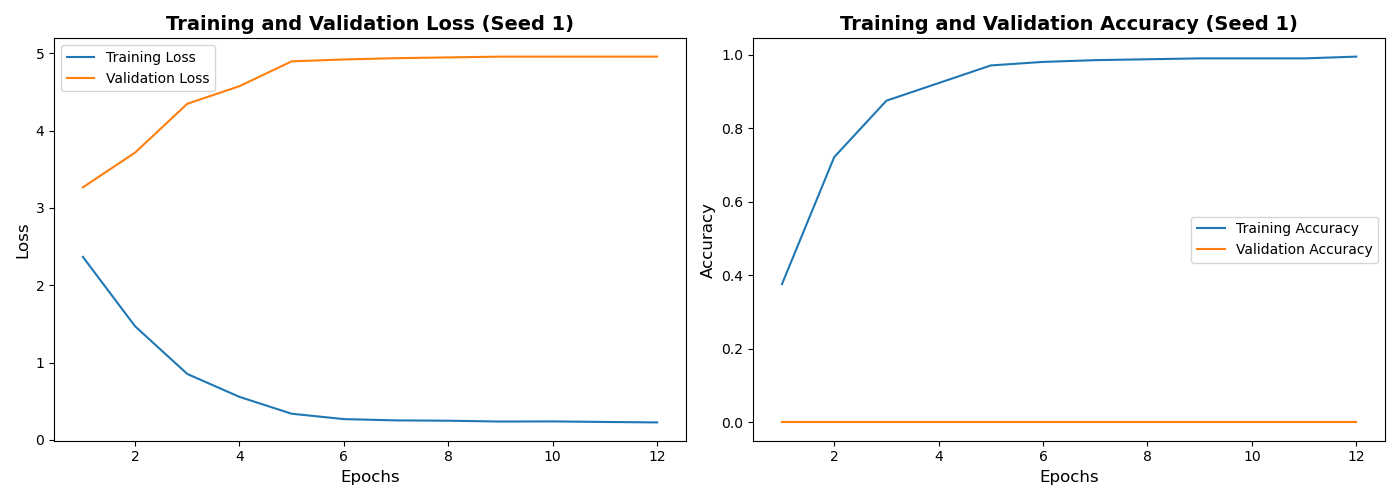 Training and Validation Loss (Seed 1)
Training Loss
Validation Loss
5
4
3
2
1
0
Loss
2 4 6 8 10 12
Epochs
Training and Validation Accuracy (Seed 1)
1.0
0.8
0.6
0.4
0.2
0.0
Accuracy
Training Accuracy
Validation Accuracy
2 4 6 8 10 12
Epochs